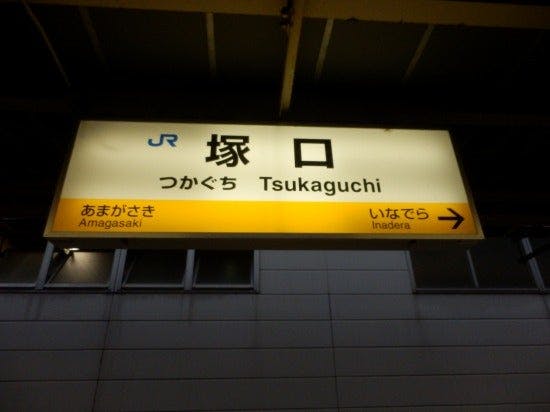 JR 塚口
つかぐち Tsukaguchi
あまがさき いなでら →
Amagasaki Inadera